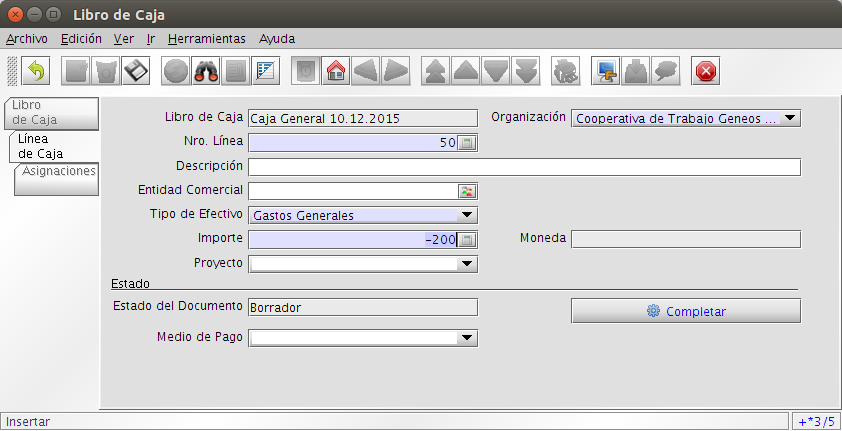 Libro de Caja
Archivo Edición Ver Ir Herramientas Ayuda
Libro
de Caja
Línea
de Caja
Asignaciones
Libro de Caja Caja General 10.12.2015 Organización Cooperativa de Trabajo Geneos ...
Nro. Línea 50
Descripción
Entidad Comercial
Tipo de Efectivo Gastos Generales
Importe -200 Moneda
Proyecto
Estado
Estado del Documento Borrador Completar
Medio de Pago
Insertar +*3/5